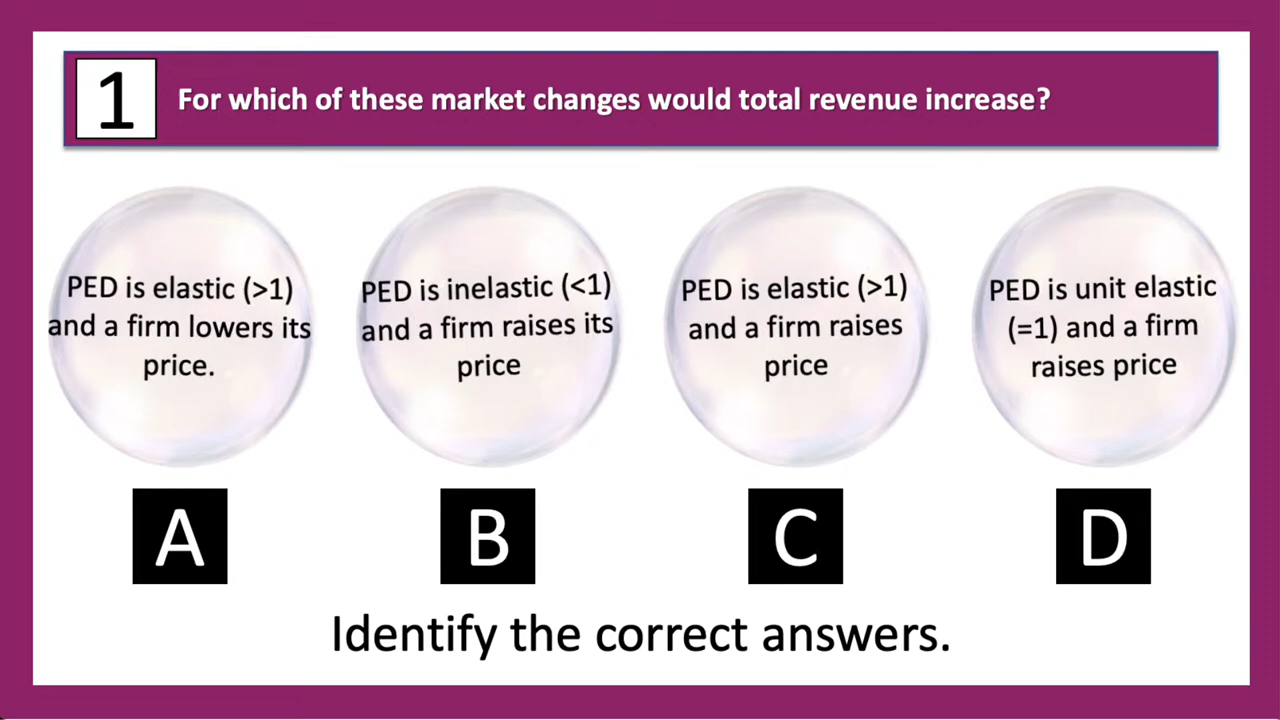 1
For which of these market changes would total revenue increase?
PED is elastic (>1)
and a firm lowers its
price.
PED is inelastic (<1)
and a firm raises its
price
PED is elastic (>1)
and a firm raises
price
PED is unit elastic
(=1) and a firm
raises price
A
B
C
D
Identify the correct answers.